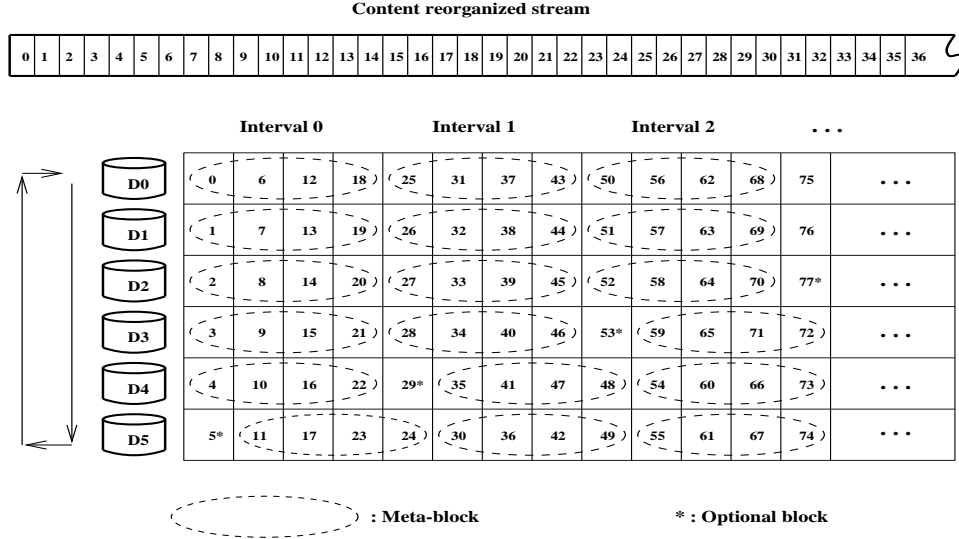 Content reorganized stream
0 1 2 3 4 5 6 7 8 9 10 11 12 13 14 15 16 17 18 19 20 21 22 23 24 25 26 27 28 29 30 31 32 33 34 35 36
Interval 0 Interval 1 Interval 2 . . .
D0 0 6 12 18 25 31 37 43 50 56 62 68 75 . . .
D1 1 7 13 19 26 32 38 44 51 57 63 69 76 . . .
D2 2 8 14 20 27 33 39 45 52 58 64 70 77* . . .
D3 3 9 15 21 28 34 40 46 53* 59 65 71 72 . . .
D4 4 10 16 22 29* 35 41 47 48 54 60 66 73 . . .
D5 5* 11 17 23 24 30 36 42 49 55 61 67 74 . . .
: Meta-block * : Optional block